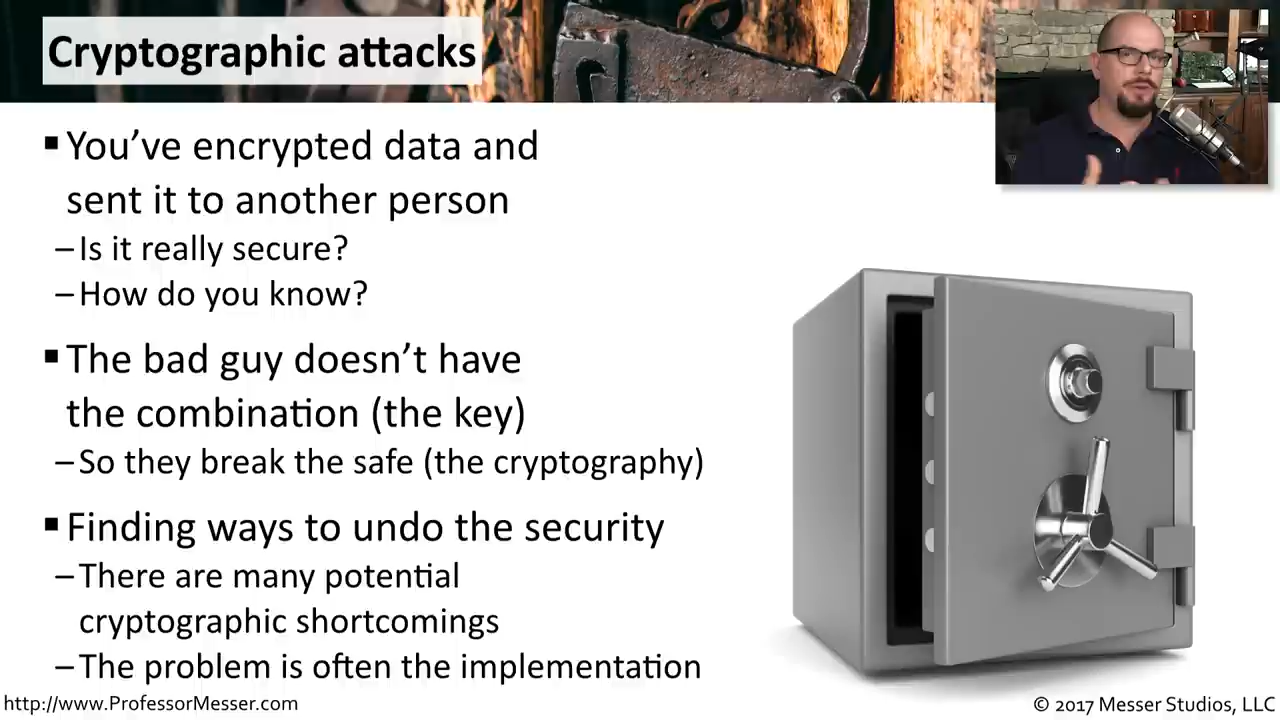 Cryptographic attacks
▪ You’ve encrypted data and
sent it to another person
– Is it really secure?
– How do you know?
▪ The bad guy doesn’t have
the combination (the key)
– So they break the safe (the cryptography)
▪ Finding ways to undo the security
– There are many potential
cryptographic shortcomings
– The problem is often the implementation
http://www.ProfessorMesser.com
© 2017 Messer Studios, LLC